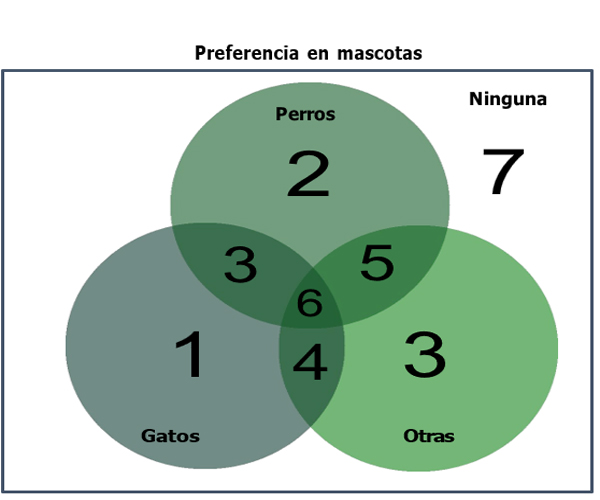 Preferencia en mascotas
Ninguna
Perros
2
7
3
5
6
1
4
3
Gatos
Otras